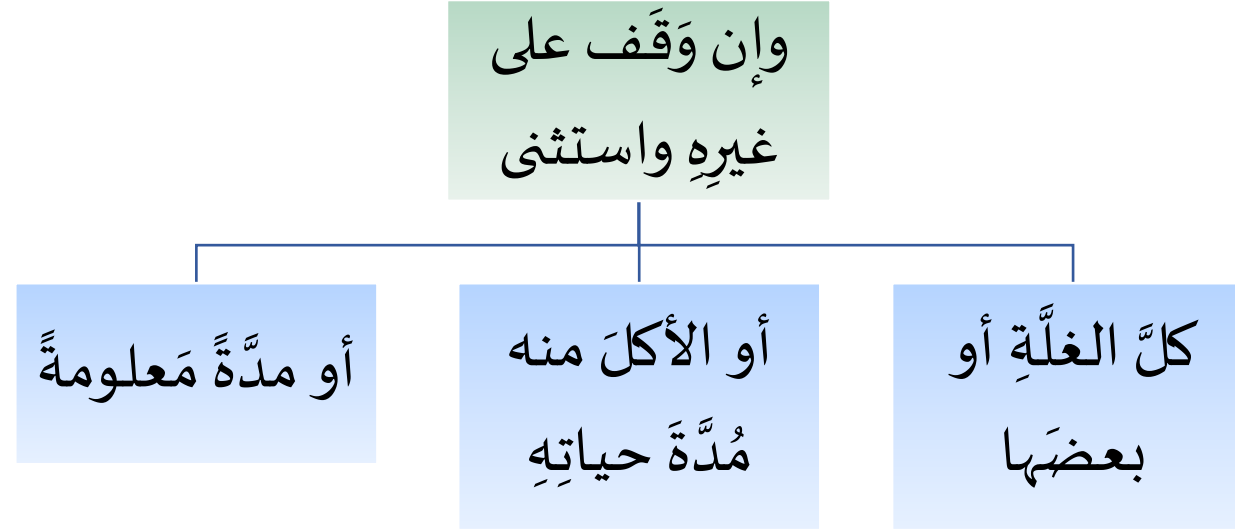 وإن وَقَف على
غيرِهِ واستثنى
كلَّ الغلَّةِ أو
بعضَها
أو الأكلَ منه
مُدَّةَ حياتِهِ
أو مدَّةً مَعلومةً